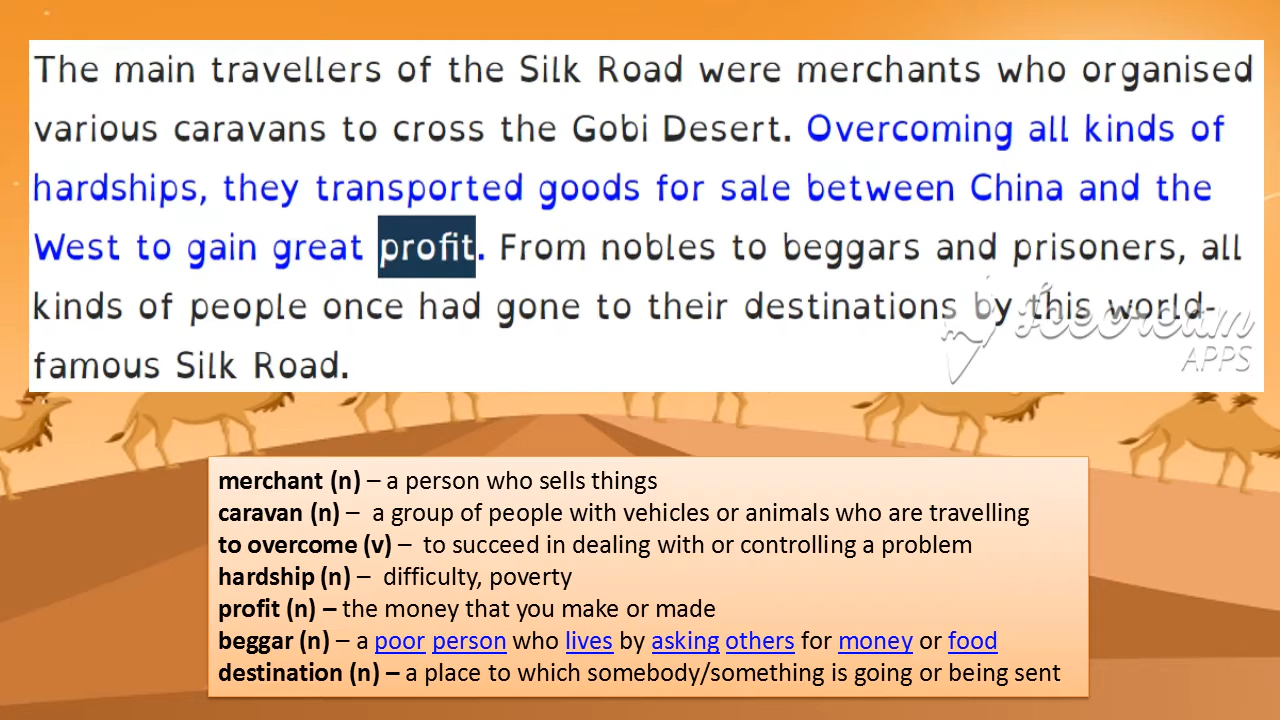 The main travellers of the Silk Road were merchants who organised
various caravans to cross the Gobi Desert. Overcoming all kinds of
hardships, they transported goods for sale between China and the
West to gain great profit. From nobles to beggars and prisoners, all
kinds of people once had gone to their destinations by this world-
famous Silk Road.
icecream
APPS
merchant (n) – a person who sells things
caravan (n) – a group of people with vehicles or animals who are travelling
to overcome (v) – to succeed in dealing with or controlling a problem
hardship (n) – difficulty, poverty
profit (n) – the money that you make or made
beggar (n) – a poor person who lives by asking others for money or food
destination (n) – a place to which somebody/something is going or being sent